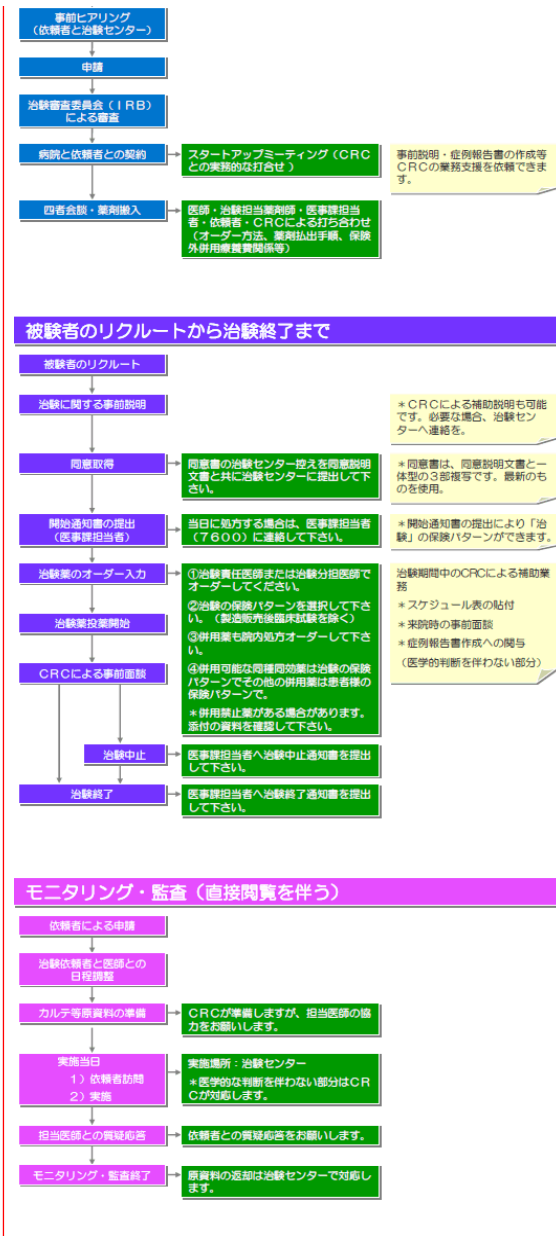 事前ヒアリング
（依頼者と治験センター）
申請
治験審査委員会（ＩＲＢ）
による審査
病院と依頼者との契約
スタートアップミーティング（ＣＲＣ
との実務的な打合せ ）
事前説明・症例報告書の作成等
ＣＲＣの業務支援を依頼できま
す。
四者会談・薬剤搬入
医師・治験担当薬剤師・医事課担当
者・依頼者・ＣＲＣによる打ち合わせ
（オーダー方法、薬剤払出手順、保険
外併用療養費関係等）
被験者のリクルートから治験終了まで
被験者のリクルート
治験に関する事前説明
＊ＣＲＣによる補助説明も可能
です。必要な場合、治験セン
ターへ連絡を。
同意取得
同意書の治験センター控えを同意説明
文書と共に治験センターに提出して下
さい。
＊同意書は、同意説明文書と一
体型の３部複写です。最新のも
のを使用。
開始通知書の提出
（医事課担当者）
当日に処方する場合は、医事課担当者
（７６００）に連絡して下さい。
＊開始通知書の提出により「治
験」の保険パターンができます。
治験薬のオーダー入力
①治験責任医師または治験分担医師で
オーダーしてください。
②治験の保険パターンを選択して下さ
い。（製造販売後臨床試験を除く）
③併用薬も院内処方オーダーして下さ
い。
④併用可能な同種同効薬は治験の保険
パターンでその他の併用薬は患者様の
保険パターンで。
＊併用禁止薬がある場合があります。
添付の資料を確認して下さい。
治験期間中のCRCによる補助業
務
＊スケジュール表の貼付
＊来院時の事前面談
＊症例報告書作成への関与
（医学的判断を伴わない部分）
治験薬投薬開始
ＣＲＣによる事前面談
治験中止
医事課担当者へ治験中止通知書を提出
して下さい。
治験終了
医事課担当者へ治験終了通知書を提出
して下さい。
モニタリング・監査（直接閲覧を伴う）
依頼者による申請
治験依頼者と医師との
日程調整
カルテ等原資料の準備
ＣＲＣが準備しますが、担当医師の協
力をお願いします。
実施当日
１）依頼者訪問
２）実施
実施場所：治験センター
＊医学的な判断を伴わない部分はＣＲ
Ｃが対応します。
担当医師との質疑応答
依頼者との質疑応答をお願いします。
モニタリング・監査終了
原資料の返却は治験センターで対応し
ます。